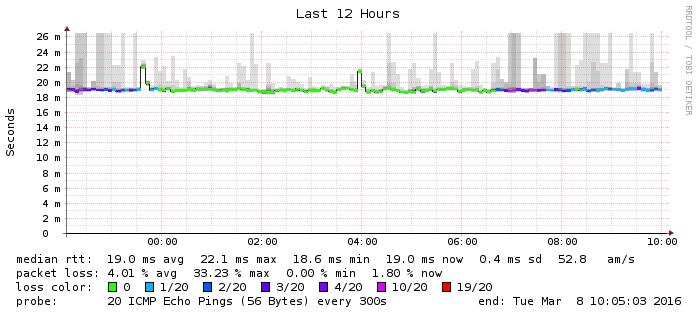 Last 12 Hours
RRDTOOL / TOBI OETIKER
Seconds
26 m
24 m
22 m
20 m
18 m
16 m
14 m
12 m
10 m
8 m
6 m
4 m
2 m
0
00:00 02:00 04:00 06:00 08:00 10:00
median rtt: 19.0 ms avg 22.1 ms max 18.6 ms min 19.0 ms now 0.4 ms sd 52.8 am/s
packet loss: 4.01 % avg 33.23 % max 0.00 % min 1.80 % now
loss color: 0 1/20 2/20 3/20 4/20 10/20 19/20
probe: 20 ICMP Echo Pings (56 Bytes) every 300s end: Tue Mar 8 10:05:03 2016